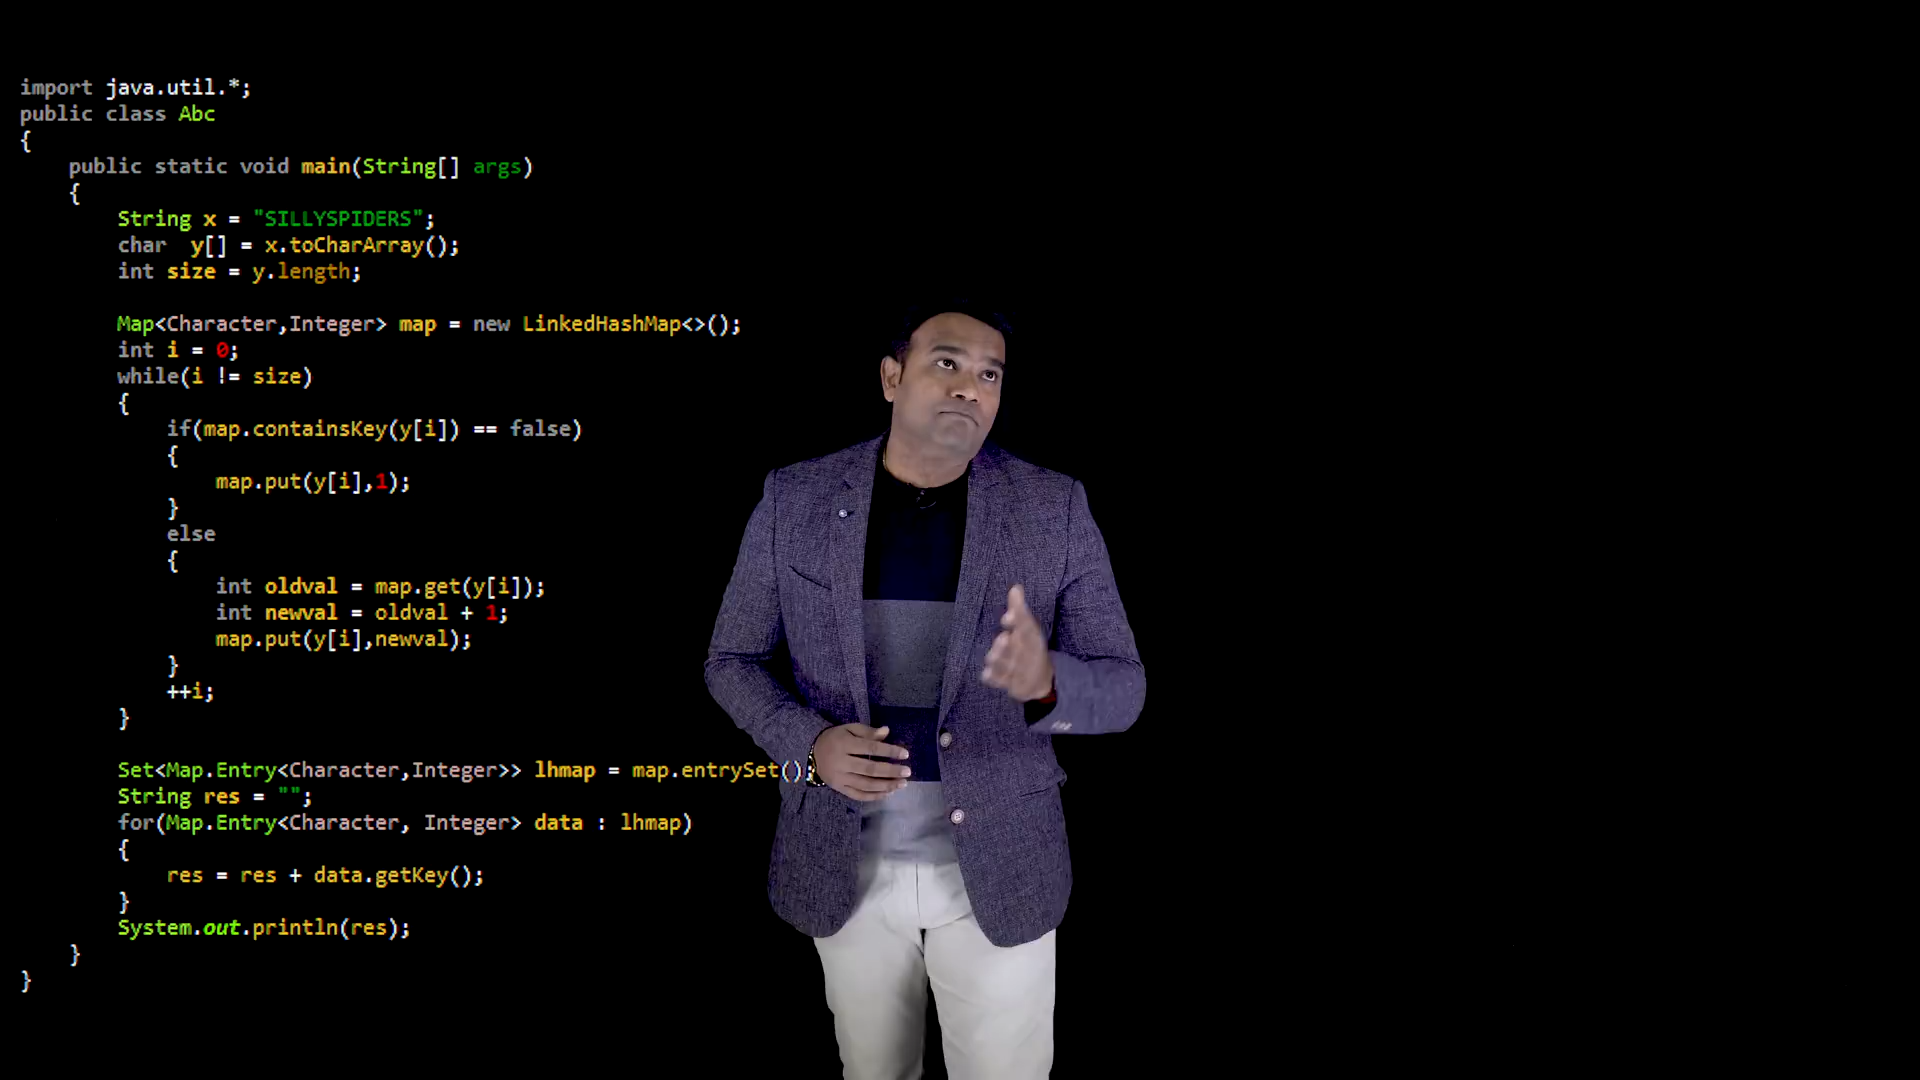 import java.util.*;
public class Abc
{
    public static void main(String[] args)
    {
        String x = "SILLYSPIDERS";
        char  y[] = x.toCharArray();
        int size = y.length;

        Map<Character,Integer> map = new LinkedHashMap<>();
        int i = 0;
        while(i != size)
        {
            if(map.containsKey(y[i]) == false)
            {
                map.put(y[i],1);
            }
            else
            {
                int oldval = map.get(y[i]);
                int newval = oldval + 1;
                map.put(y[i],newval);
            }
            ++i;
        }

        Set<Map.Entry<Character,Integer>> lhmap = map.entrySet();
        String res = "";
        for(Map.Entry<Character, Integer> data : lhmap)
        {
            res = res + data.getKey();
        }
        System.out.println(res);
    }
}